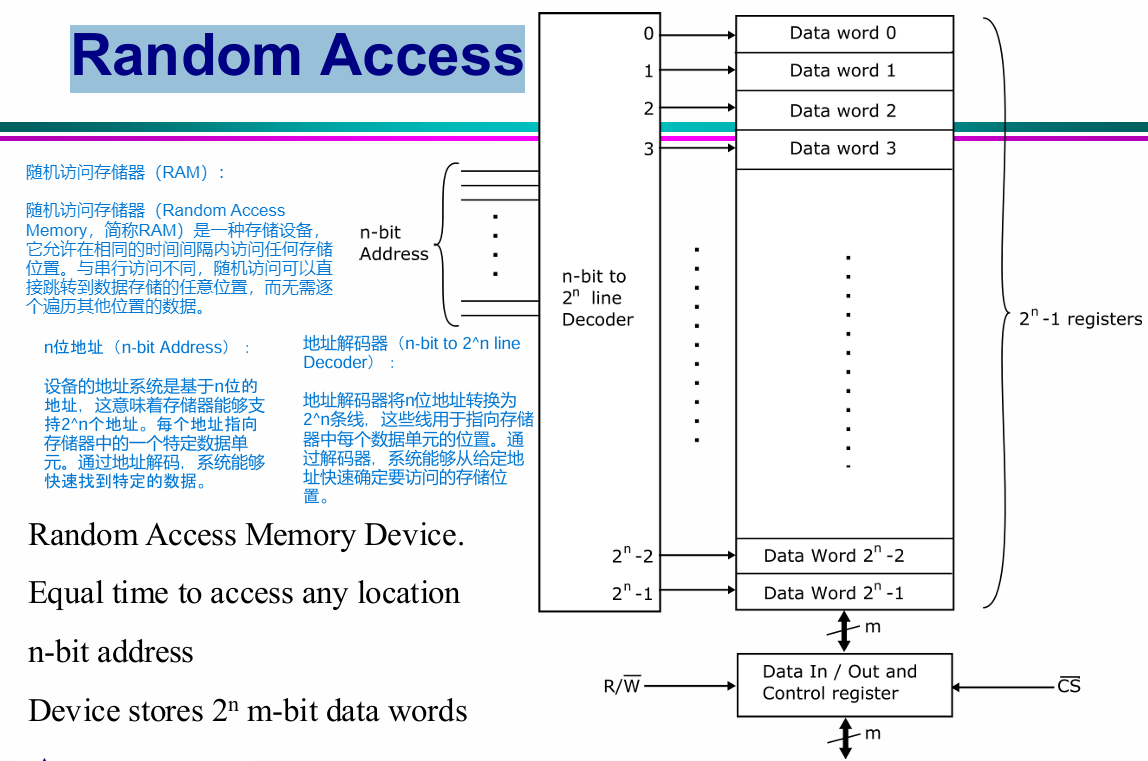 Random Access
随机访问存储器（RAM）:
随机访问存储器（Random Access
Memory，简称RAM）是一种存储设备，
它允许在相同的时间间隔内访问任何存储
位置。与串行访问不同，随机访问可以直
接跳转到数据存储的任意位置，而无需逐
个遍历其他位置的数据。
n位地址（n-bit Address）:
设备的地址系统是基于n位的
地址，这意味着存储器能够支
持2^n个地址。每个地址指向
存储器中的一个特定数据单
元。通过地址解码，系统能够
快速找到特定的数据。
地址解码器（n-bit to 2^n line
Decoder）:
地址解码器将n位地址转换为
2^n条线，这些线用于指向存储
器中每个数据单元的位置。通
过解码器，系统能够从给定地
址快速确定要访问的存储位
置。
Random Access Memory Device.
Equal time to access any location
n-bit address
Device stores 2ⁿ m-bit data words
n-bit
Address
n-bit to
2ⁿ line
Decoder
0
1
2
3
2ⁿ-2
2ⁿ-1
Data word 0
Data word 1
Data word 2
Data word 3
Data Word 2ⁿ-2
Data Word 2ⁿ-1
2ⁿ-1 registers
m
R/W̅
Data In / Out and
Control register
C̅S̅
m